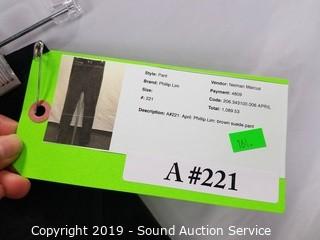 Style: Pant
Brand: Phillip Lim
Size:
#: 221
Vendor: Neiman Marcus
Payment: 4809
Code: 206.343100.006 APRIL
Total: 1,089.53
Description: A#221: April: Phillip Lim: brown suede pant
A #221
Copyright 2019 - Sound Auction Service